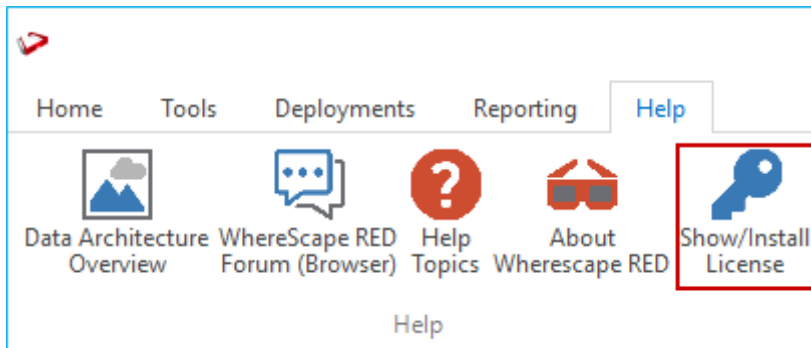 Home Tools Deployments Reporting Help
Data Architecture Overview
WhereScape RED Forum (Browser)
Help Topics
About Wherescape RED
Show/Install License
Help